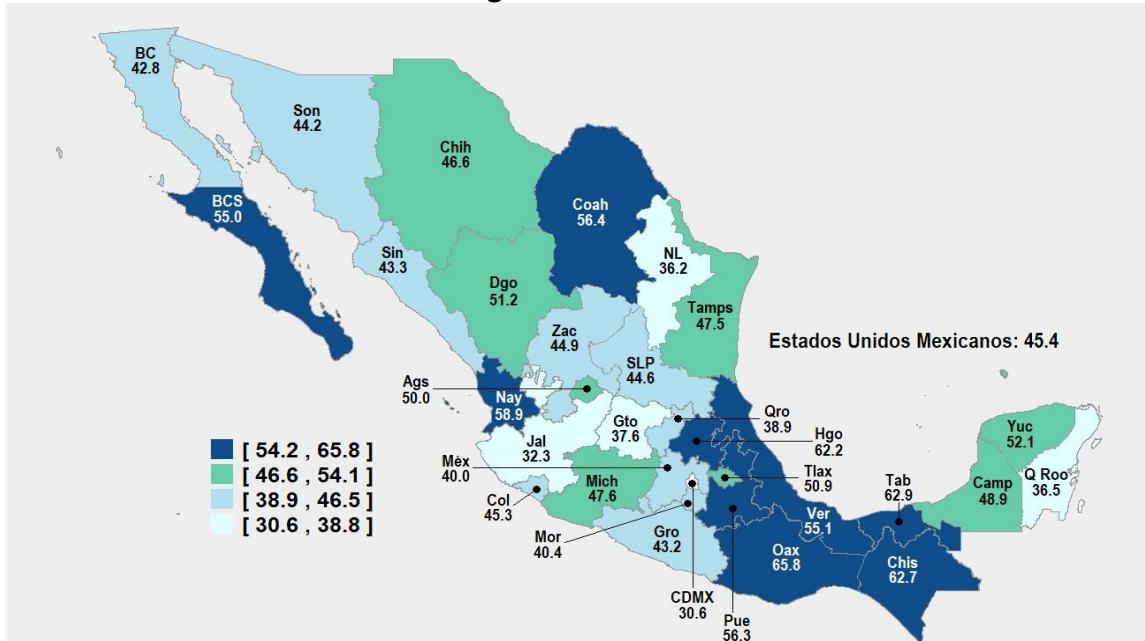 BC
42.8
Son
44.2
Chih
46.6
BCS
55.0
Coah
56.4
Sin
43.3
NL
36.2
Dgo
51.2
Tamps
47.5
Zac
44.9
Estados Unidos Mexicanos: 45.4
SLP
44.6
Ags
50.0
Nay
58.9
Gto
37.6
Qro
38.9
Hgo
62.2
Yuc
52.1
Jal
32.3
[ 54.2 , 65.8 ]
[ 46.6 , 54.1 ]
[ 38.9 , 46.5 ]
[ 30.6 , 38.8 ]
Méx
40.0
Mich
47.6
Tlax
50.9
Tab
62.9
Camp
48.9
Q Roo
36.5
Col
45.3
Mor
40.4
Gro
43.2
Ver
55.1
Oax
65.8
Chis
62.7
CDMX
30.6
Pue
56.3